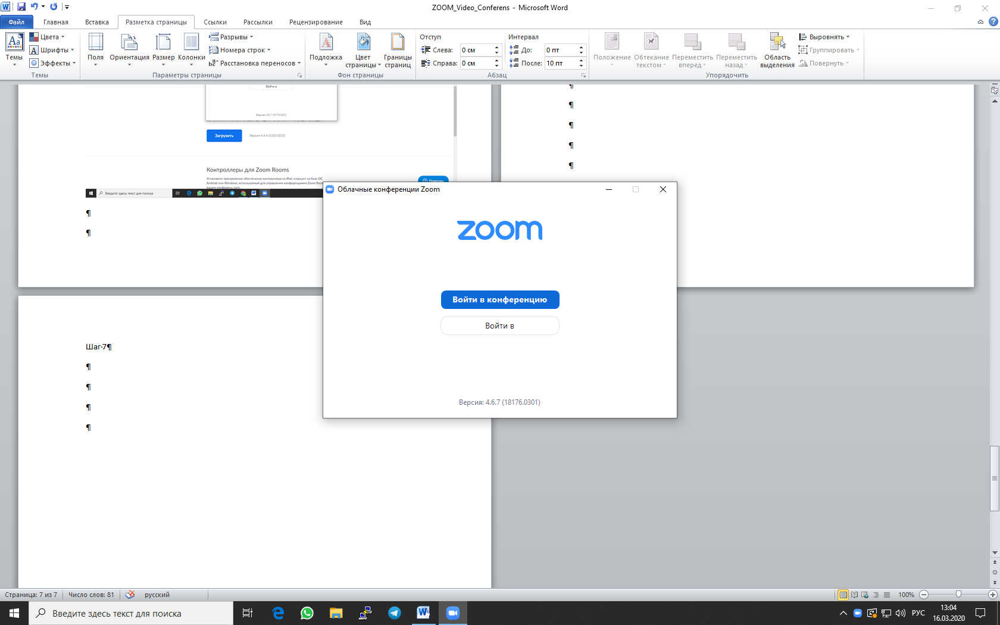 ZOOM_Video_Conferens - Microsoft Word
Файл Главная Вставка Разметка страницы Ссылки Рассылки Рецензирование Вид
Темы
Цвета
Шрифты
Эффекты
Темы
Поля
Ориентация
Размер
Колонки
Разрывы
Номера строк
Расстановка переносов
Параметры страницы
Подложка
Цвет
страницы
Границы
страниц
Фон страницы
Отступ
Слева: 0 см
Справа: 0 см
Интервал
До: 0 пт
После: 10 пт
Абзац
Положение
Обтекание
текстом
Переместить
вперед
Переместить
назад
Область
выделения
Выровнять
Группировать
Повернуть
Упорядочить
Войти в
Версия: 4.6.7 (18176.0301)
Загрузить
Версия 4.6.4 (1310.0225)
Контроллеры для Zoom Rooms
Установите программное обеспечение контроллера на iPad, планшет на базе ОС
Android или Windows, используемый для управления конференциями Zoom Room
вашем конференц-зале.
Помощь
Введите здесь текст для поиска
¶
¶
¶
¶
¶
¶
¶
Облачные конференции Zoom
zoom
Войти в конференцию
Войти в
Версия: 4.6.7 (18176.0301)
Шаг·7¶
¶
¶
¶
¶
Страница: 7 из 7 Число слов: 81 русский 100%
Введите здесь текст для поиска
РУС
13:04
16.03.2020